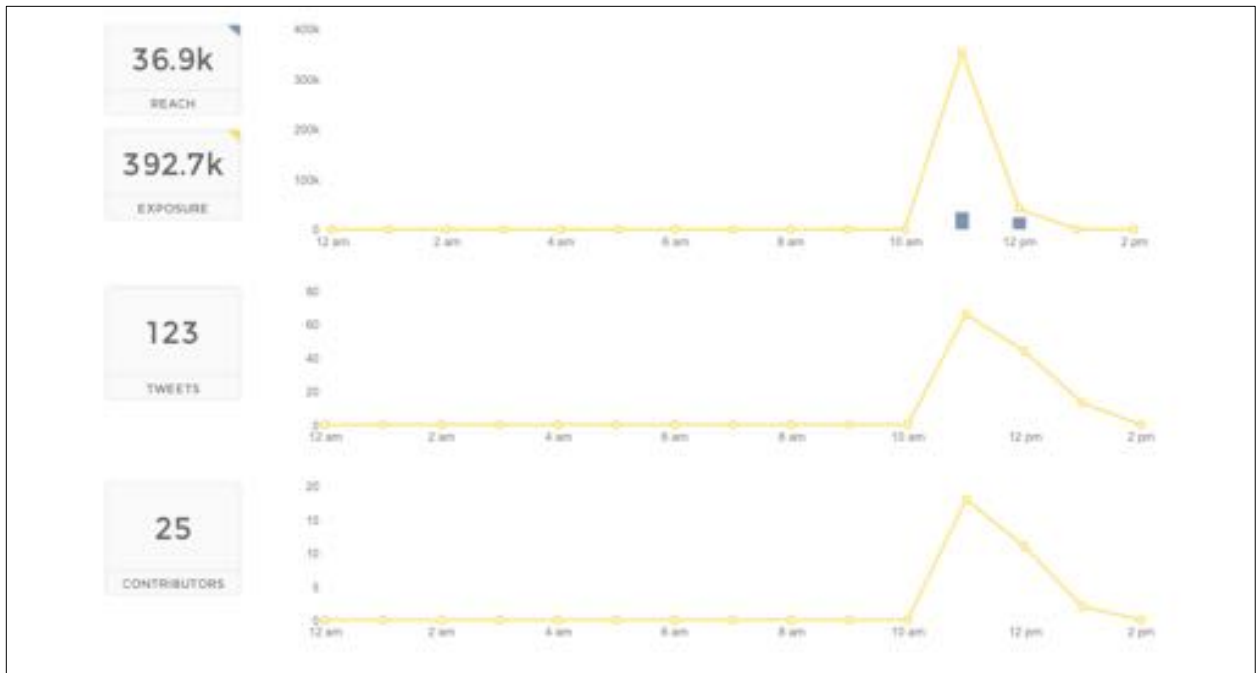 36.9k
REACH
392.7k
EXPOSURE
400k
300k
200k
100k
0
12 am 2 am 4 am 6 am 8 am 10 am 12 pm 2 pm
123
TWEETS
80
60
40
20
0
12 am 2 am 4 am 6 am 8 am 10 am 12 pm 2 pm
25
CONTRIBUTORS
20
15
10
5
0
12 am 2 am 4 am 6 am 8 am 10 am 12 pm 2 pm